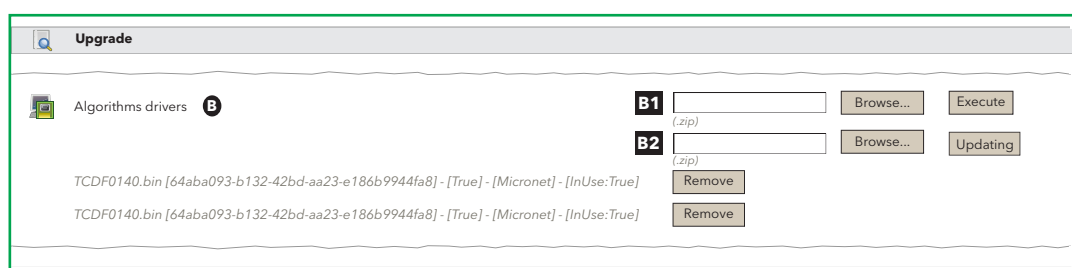 Upgrade
Algorithms drivers B B1 Browse... Execute
(.zip)
B2 Browse... Updating
(.zip)
TCDF0140.bin [64aba093-b132-42bd-aa23-e186b9944fa8] - [True] - [Micronet] - [InUse:True] Remove
TCDF0140.bin [64aba093-b132-42bd-aa23-e186b9944fa8] - [True] - [Micronet] - [InUse:True] Remove